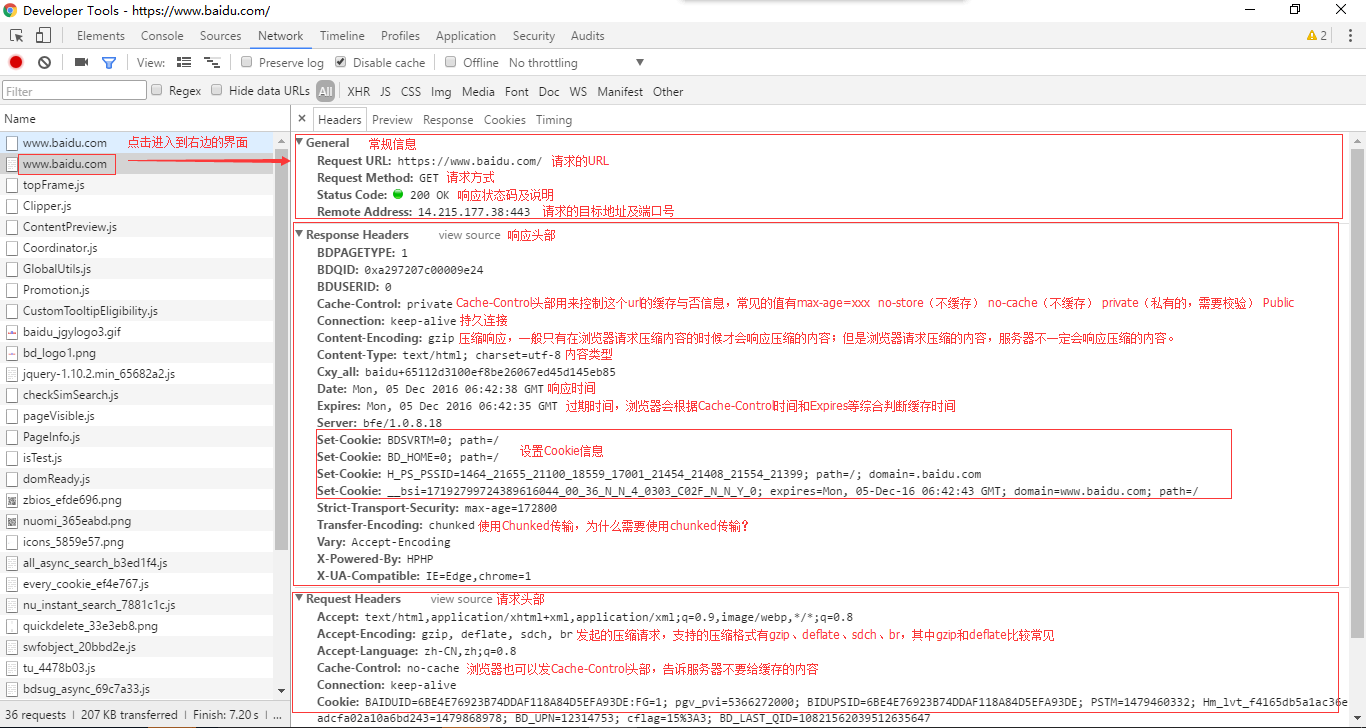 Developer Tools - https://www.baidu.com/
Elements Console Sources Network Timeline Profiles Application Security Audits 2
View: Preserve log Disable cache Offline No throttling
Filter Regex Hide data URLs All XHR JS CSS Img Media Font Doc WS Manifest Other
Name
www.baidu.com 点击进入到右边的界面
www.baidu.com
topFrame.js
Clipper.js
ContentPreview.js
Coordinator.js
GlobalUtils.js
Promotion.js
CustomTooltipEligibility.js
baidu_jgylogo3.gif
bd_logo1.png
jquery-1.10.2.min_65682a2.js
checkSimSearch.js
pageVisible.js
PageInfo.js
isTest.js
domReady.js
zbios_efde696.png
nuomi_365eabd.png
icons_5859e57.png
all_async_search_b3ed1f4.js
every_cookie_ef4e767.js
nu_instant_search_7881c1c.js
quickdelete_33e3eb8.png
swfobject_20bbd2e.js
tu_4478b03.js
bdsug_async_69c7a33.js
36 requests | 207 KB transferred | Finish: 7.20 s | ...
× Headers Preview Response Cookies Timing
General 常规信息
Request URL: https://www.baidu.com/ 请求的URL
Request Method: GET 请求方式
Status Code: 200 OK 响应状态码及说明
Remote Address: 14.215.177.38:443 请求的目标地址及端口号
Response Headers view source 响应头部
BDPAGETYPE: 1
BDQID: 0xa297207c00009e24
BDUSERID: 0
Cache-Control: private Cache-Control头部用来控制这个url的缓存与否信息，常见的值有max-age=xxx no-store（不缓存） no-cache（不缓存） private（私有的，需要校验） Public
Connection: keep-alive 持久连接
Content-Encoding: gzip 压缩响应，一般只有在浏览器请求压缩内容的时候才会响应压缩的内容；但是浏览器请求压缩的内容，服务器不一定会响应压缩的内容。
Content-Type: text/html; charset=utf-8 内容类型
Cxy_all: baidu+65112d3100ef8be26067ed45d145eb85
Date: Mon, 05 Dec 2016 06:42:38 GMT 响应时间
Expires: Mon, 05 Dec 2016 06:42:35 GMT 过期时间，浏览器会根据Cache-Control时间和Expires等综合判断缓存时间
Server: bfe/1.0.8.18
Set-Cookie: BDSVRTM=0; path=/
Set-Cookie: BD_HOME=0; path=/ 设置Cookie信息
Set-Cookie: H_PS_PSSID=1464_21655_21100_18559_17001_21454_21408_21554_21399; path=/; domain=.baidu.com
Set-Cookie: __bsi=17192799724389616044_00_36_N_N_4_0303_C02F_N_N_Y_0; expires=Mon, 05-Dec-16 06:42:43 GMT; domain=www.baidu.com; path=/
Strict-Transport-Security: max-age=172800
Transfer-Encoding: chunked 使用Chunked传输，为什么需要使用chunked传输？
Vary: Accept-Encoding
X-Powered-By: HPHP
X-UA-Compatible: IE=Edge,chrome=1
Request Headers view source 请求头部
Accept: text/html,application/xhtml+xml,application/xml;q=0.9,image/webp,*/*;q=0.8
Accept-Encoding: gzip, deflate, sdch, br 发起的压缩请求，支持的压缩格式有gzip、deflate、sdch、br，其中gzip和deflate比较常见
Accept-Language: zh-CN,zh;q=0.8
Cache-Control: no-cache 浏览器也可以发Cache-Control头部，告诉服务器不要给缓存的内容
Connection: keep-alive
Cookie: BAIDUID=6BE4E76923B74DDAF118A84D5EFA93DE:FG=1; pgv_pvi=5366272000; BIDUPSID=6BE4E76923B74DDAF118A84D5EFA93DE; PSTM=1479460332; Hm_lvt_f4165db5a1ac36e
adcfa02a10a6bd243=1479868978; BD_UPN=12314753; cflag=15%3A3; BD_LAST_QID=10821562039512635647